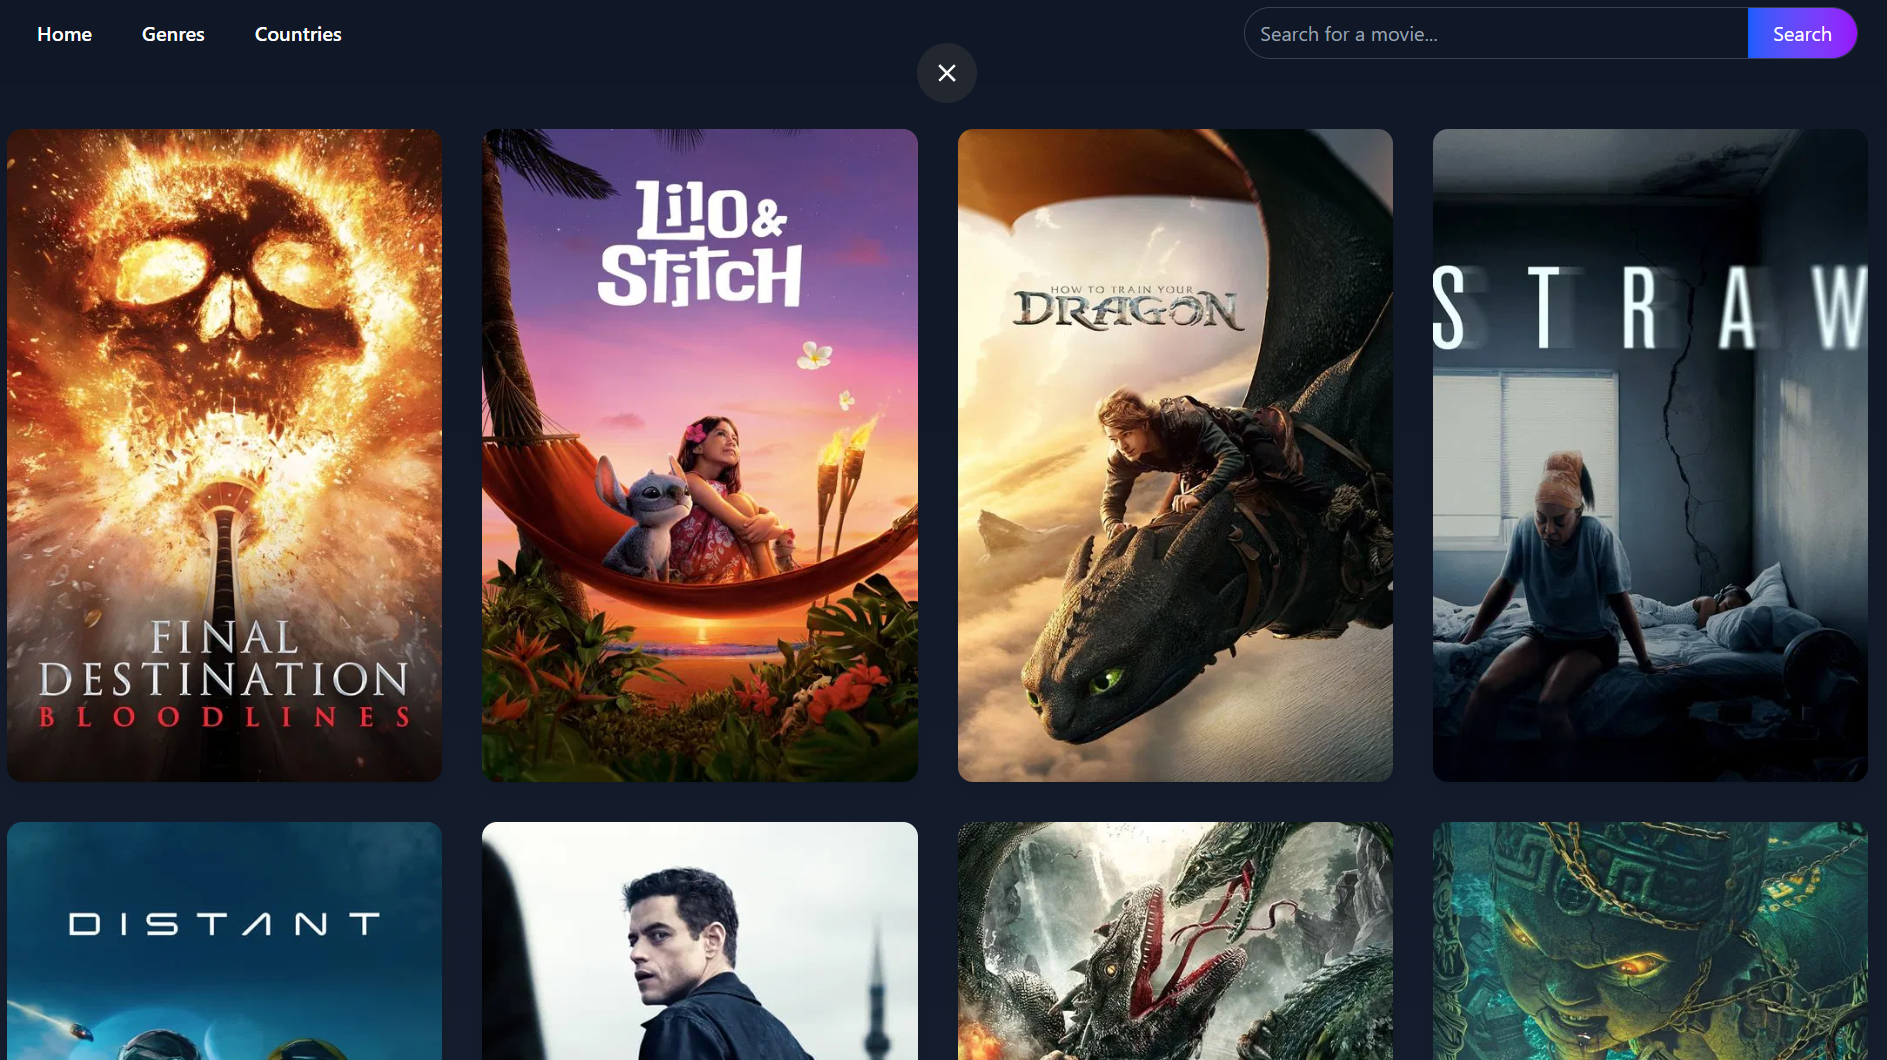 Home
Genres
Countries
Search for a movie...
Search
FINAL
DESTINATION
BLOODLINES
Lilo &
Stitch
HOW TO TRAIN YOUR
DRAGON
STRAW
DISTANT